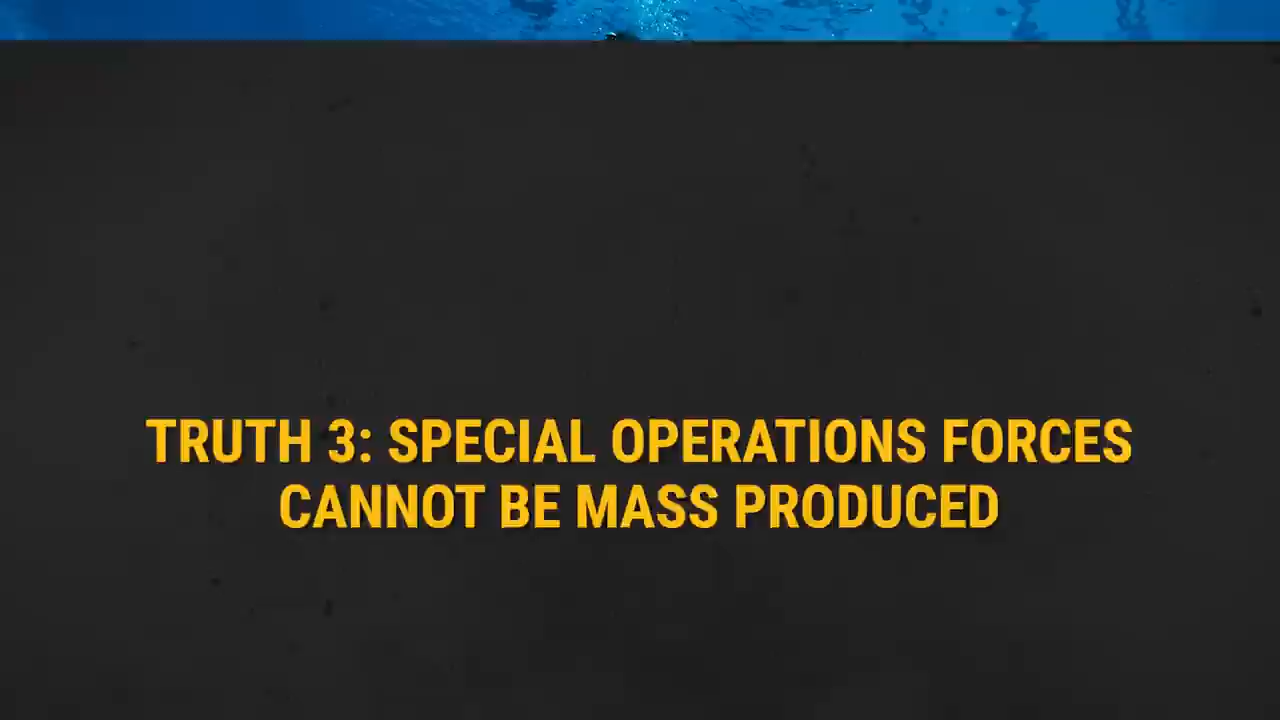 TRUTH 3: SPECIAL OPERATIONS FORCES
CANNOT BE MASS PRODUCED